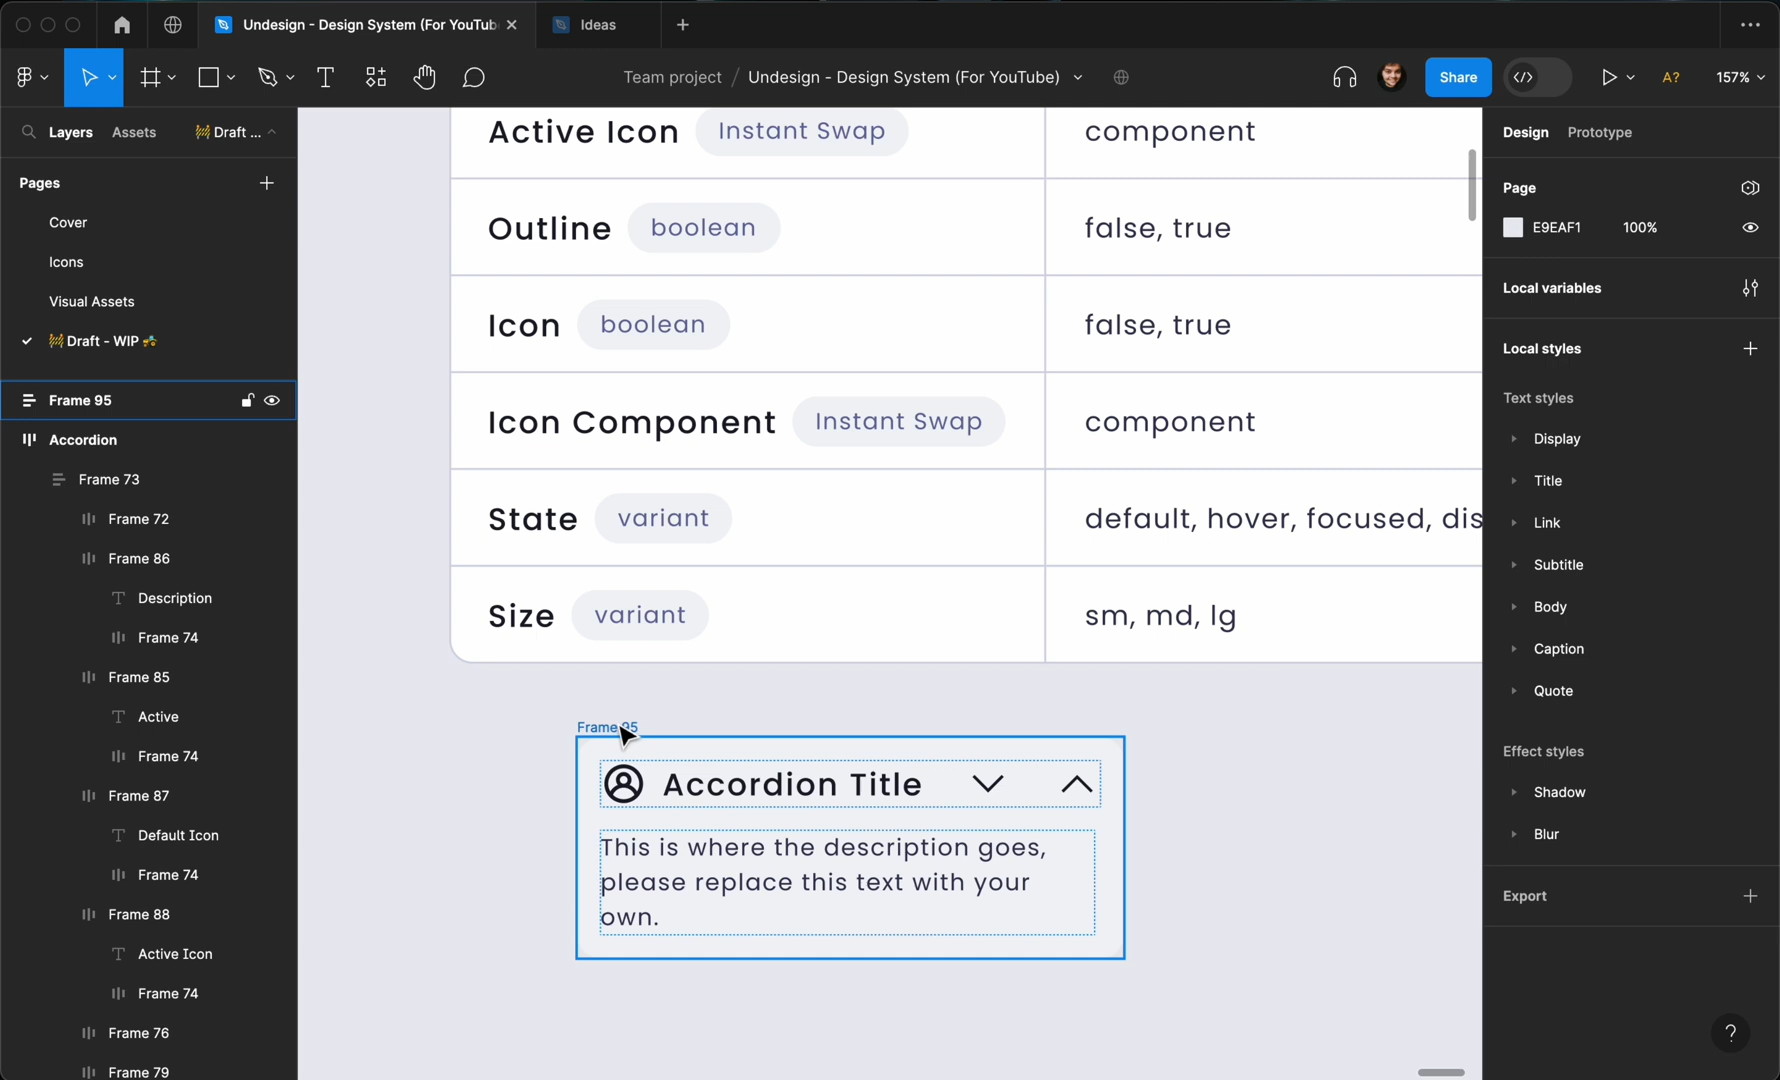 Undesign - Design System (For YouTub
Ideas
Team project / Undesign - Design System (For YouTube)
Share
A?
157%
Layers
Assets
🚧 Draft ...
Pages
Cover
Icons
Visual Assets
🚧 Draft - WIP 🚜
Frame 95
Accordion
Frame 73
Frame 72
Frame 86
Description
Frame 74
Frame 85
Active
Frame 74
Frame 87
Default Icon
Frame 74
Frame 88
Active Icon
Frame 74
Frame 76
Frame 79
Active Icon Instant Swap component
Outline boolean false, true
Icon boolean false, true
Icon Component Instant Swap component
State variant default, hover, focused, dis
Size variant sm, md, lg
Frame 95
Accordion Title
This is where the description goes,
please replace this text with your
own.
Design
Prototype
Page
E9EAF1 100%
Local variables
Local styles
Text styles
Display
Title
Link
Subtitle
Body
Caption
Quote
Effect styles
Shadow
Blur
Export
?